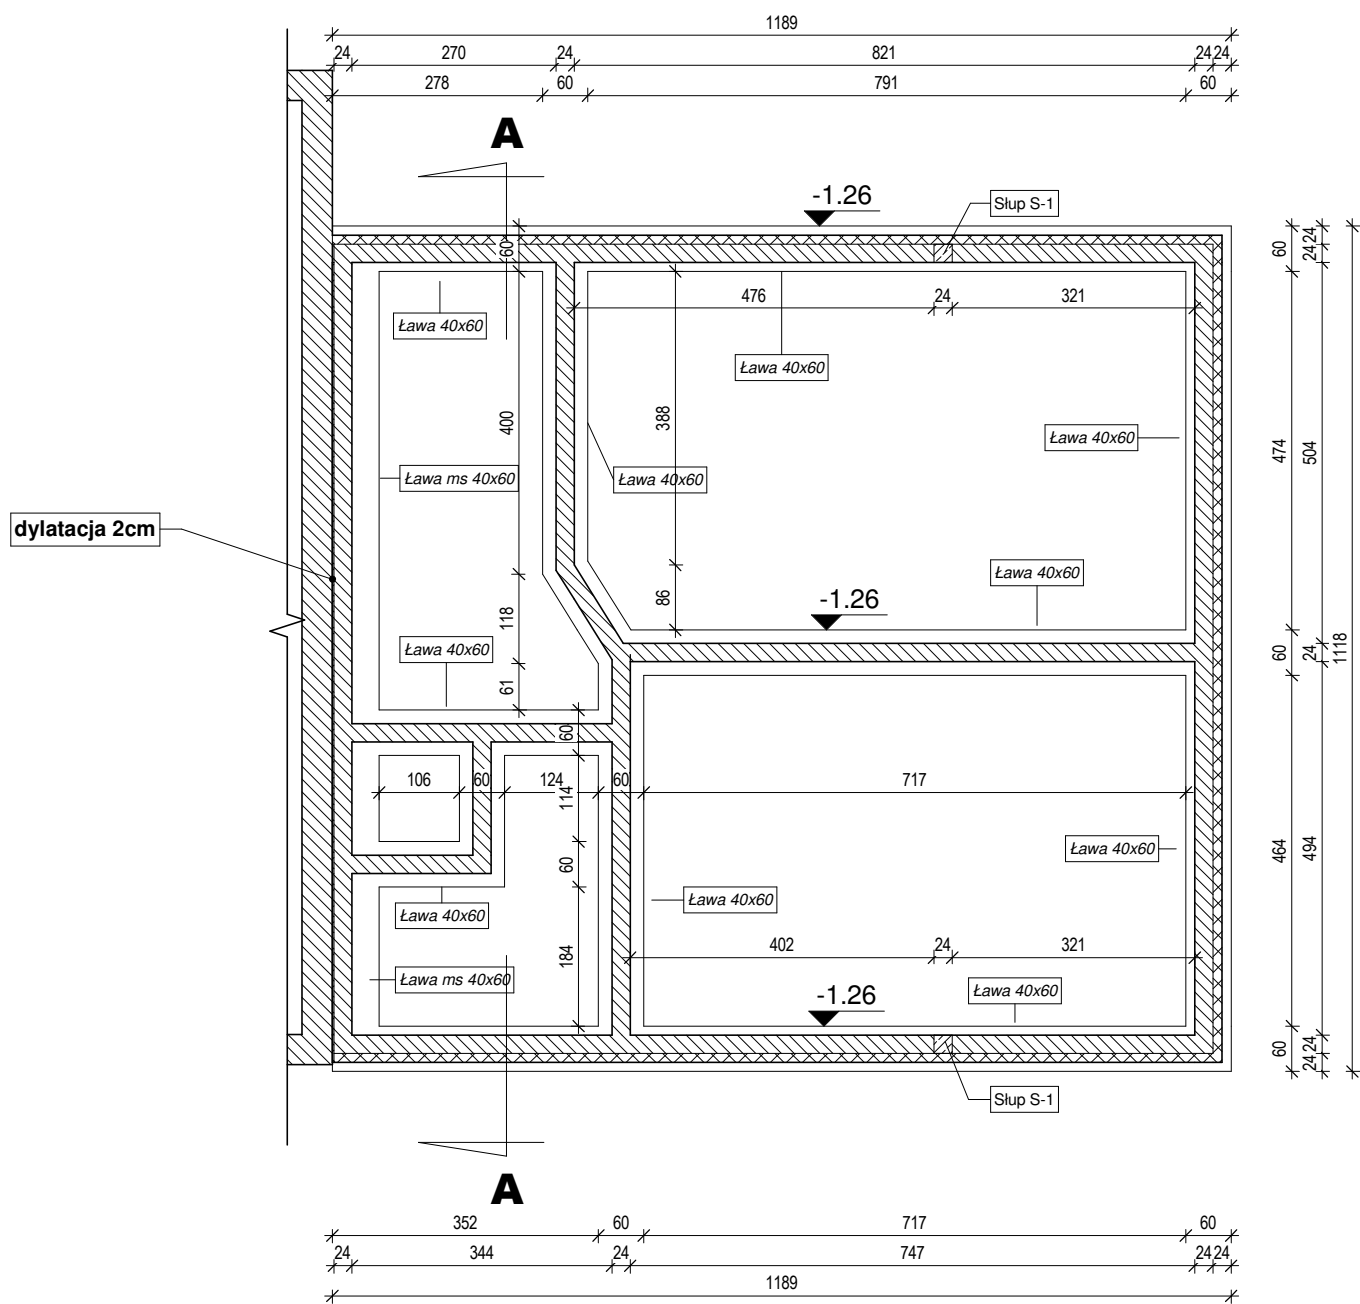 1189
24 270 24 821 24 24
278 60 791 60
A
-1.26
Słup S-1
60
60 24
24
476 24 321
Ława 40x60
Ława 40x60
400
388
Ława 40x60
474 504
Ława ms 40x60
Ława 40x60
dylatacja 2cm
Ława 40x60
-1.26
86
118
Ława 40x60
60 24 1118
61
60
106 60 124 60 717
114
Ława 40x60
464 494
60
Ława 40x60
Ława 40x60
402 24 321
184
Ława ms 40x60
Ława 40x60
-1.26
60 24
24
Słup S-1
A
352 60 717 60
24 344 24 747 24 24
1189